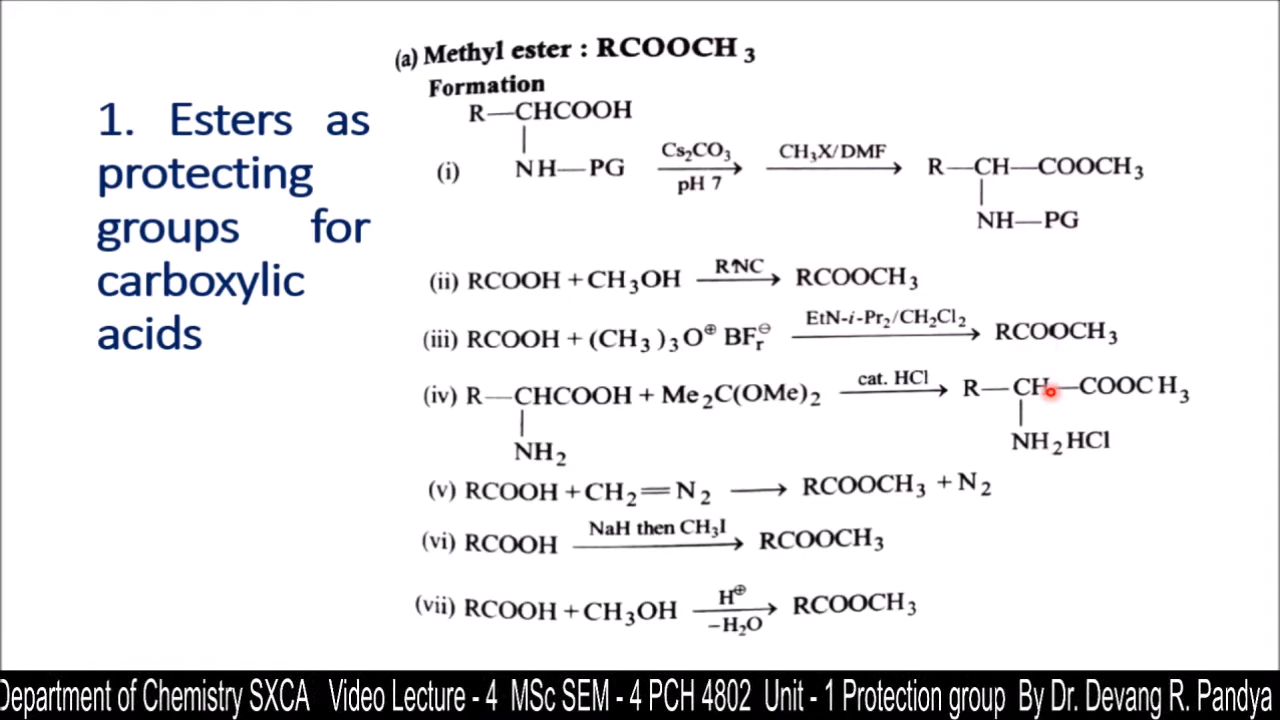 1. Esters as
protecting
groups for
carboxylic
acids
(a) Methyl ester : RCOOCH₃
Formation
R—CHCOOH
|
(i) NH—PG Cs₂CO₃ pH 7 → CH₃X/DMF → R—CH—COOCH₃
|
NH—PG
(ii) RCOOH + CH₃OH R↑NC → RCOOCH₃
(iii) RCOOH + (CH₃)₃O⊕ BFᵣ⊖ EtN-i-Pr₂/CH₂Cl₂ → RCOOCH₃
(iv) R—CHCOOH + Me₂C(OMe)₂ cat. HCl → R—CH—COOCH₃
|
NH₂ NH₂HCl
(v) RCOOH + CH₂=N₂ → RCOOCH₃ + N₂
(vi) RCOOH NaH then CH₃I → RCOOCH₃
(vii) RCOOH + CH₃OH H⊕ −H₂O → RCOOCH₃
Department of Chemistry SXCA Video Lecture - 4 MSc SEM - 4 PCH 4802 Unit - 1 Protection group By Dr. Devang R. Pandya